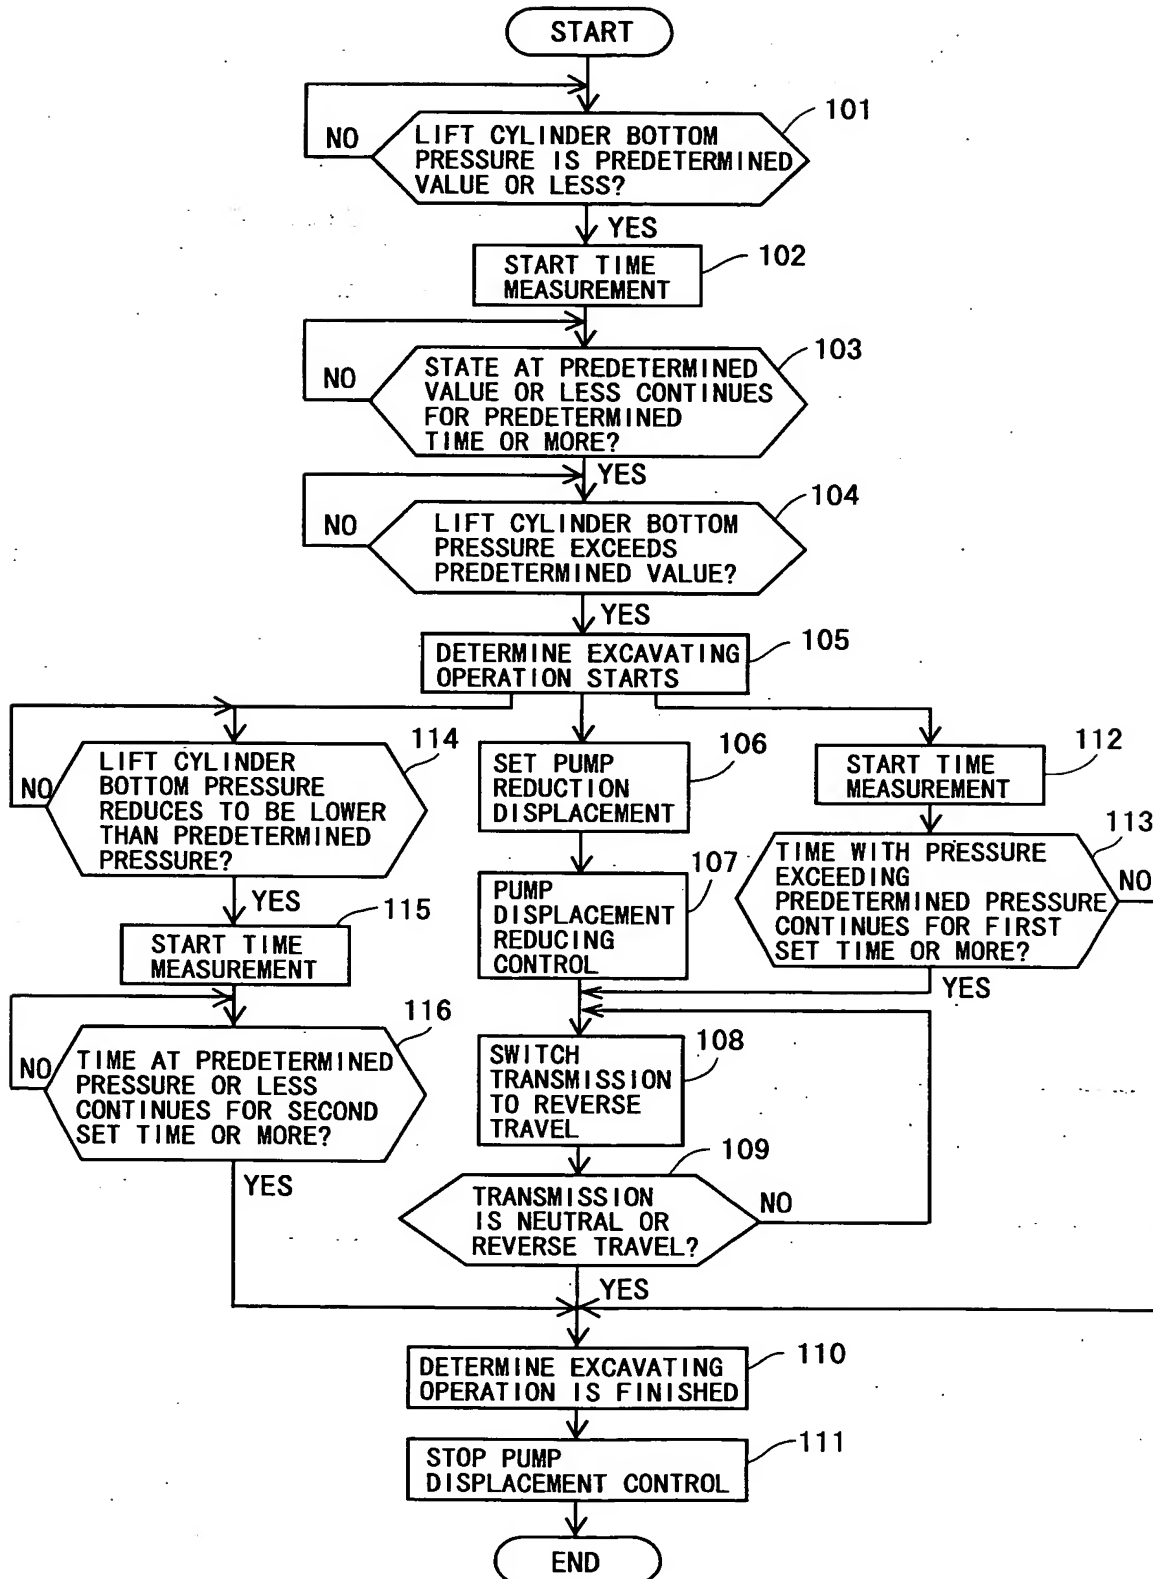 START
101
NO
LIFT CYLINDER BOTTOM
PRESSURE IS PREDETERMINED
VALUE OR LESS?
YES
102
START TIME
MEASUREMENT
103
NO
STATE AT PREDETERMINED
VALUE OR LESS CONTINUES
FOR PREDETERMINED
TIME OR MORE?
YES
104
NO
LIFT CYLINDER BOTTOM
PRESSURE EXCEEDS
PREDETERMINED VALUE?
YES
105
DETERMINE EXCAVATING
OPERATION STARTS
114
NO
LIFT CYLINDER
BOTTOM PRESSURE
REDUCES TO BE LOWER
THAN PREDETERMINED
PRESSURE?
YES
115
START TIME
MEASUREMENT
116
NO
TIME AT PREDETERMINED
PRESSURE OR LESS
CONTINUES FOR SECOND
SET TIME OR MORE?
YES
106
SET PUMP
REDUCTION
DISPLACEMENT
107
PUMP
DISPLACEMENT
REDUCING
CONTROL
112
START TIME
MEASUREMENT
113
TIME WITH PRESSURE
EXCEEDING
PREDETERMINED PRESSURE
CONTINUES FOR FIRST
SET TIME OR MORE?
NO
YES
108
SWITCH
TRANSMISSION
TO REVERSE
TRAVEL
109
TRANSMISSION
IS NEUTRAL OR
REVERSE TRAVEL?
NO
YES
110
DETERMINE EXCAVATING
OPERATION IS FINISHED
111
STOP PUMP
DISPLACEMENT CONTROL
END